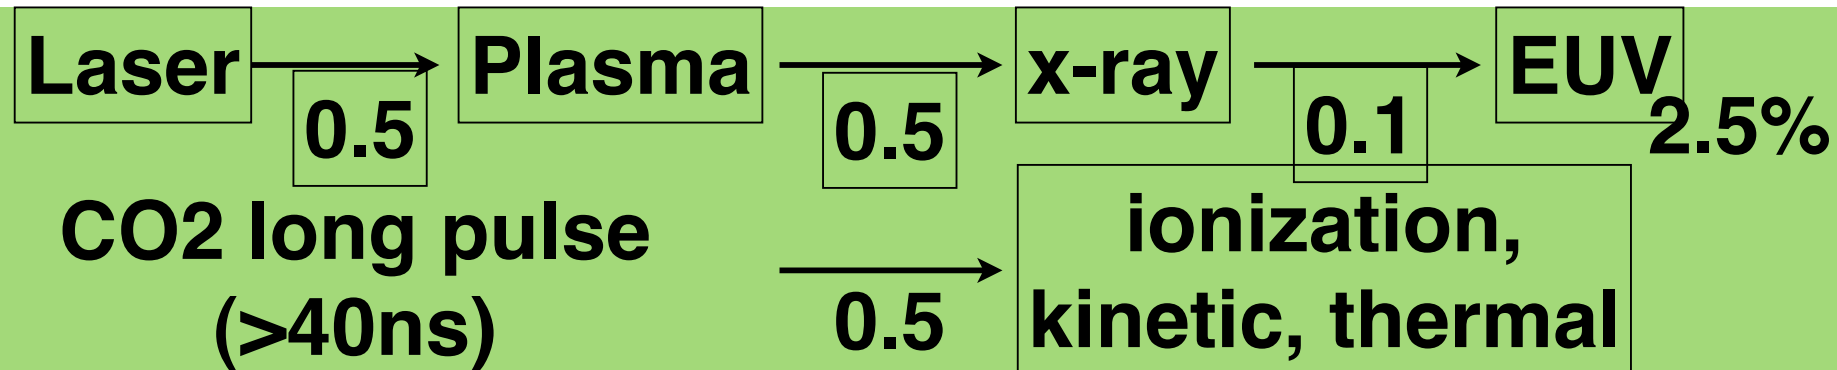 Laser Plasma x-ray EUV
0.5 0.5 0.1 2.5%
CO2 long pulse
(>40ns)
0.5
ionization,
kinetic, thermal